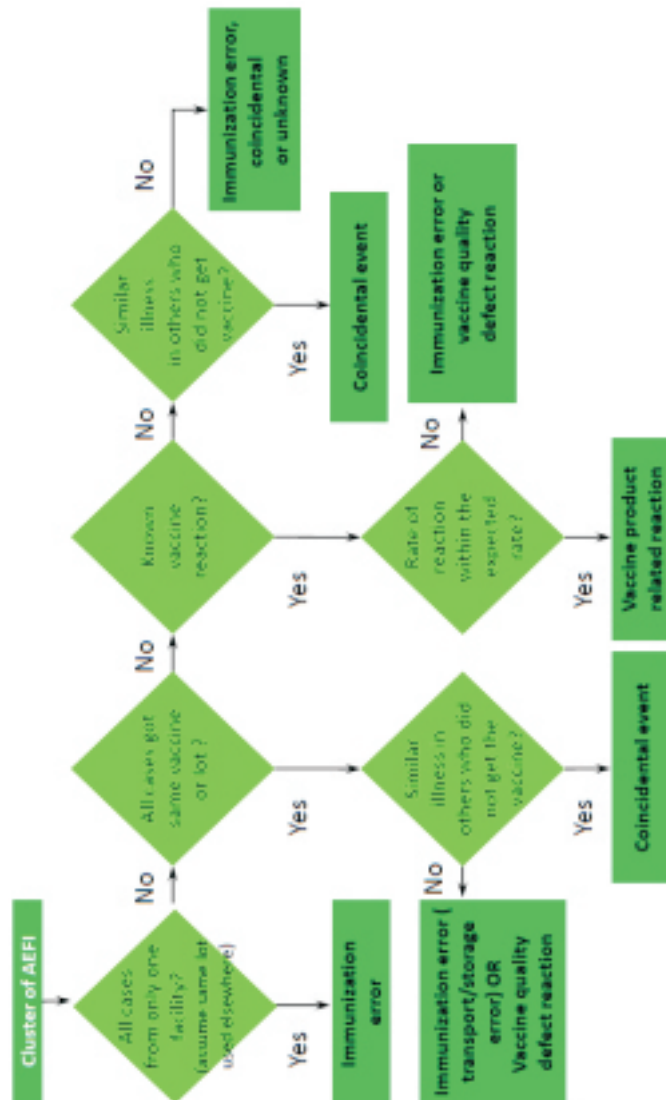 Cluster of AEFI
All cases
from only one
facility?
(assume same lot
used elsewhere)
Yes
Immunization
error
No
All cases got
same vaccine
or lot ?
Yes
Similar
illness in
others who did
not get the
vaccine?
No
Immunization error (
transport/storage
error) OR
Vaccine quality
defect reaction
Yes
Coincidental event
No
Known
vaccine
reaction?
Yes
Rate of
reaction
within the
expected
rate?
No
Immunization error or
vaccine quality
defect reaction
Yes
Vaccine product
related reaction
No
Similar
illness
in others who
did not get
vaccine?
Yes
Coincidental event
No
Immunization error,
coincidental
or unknown